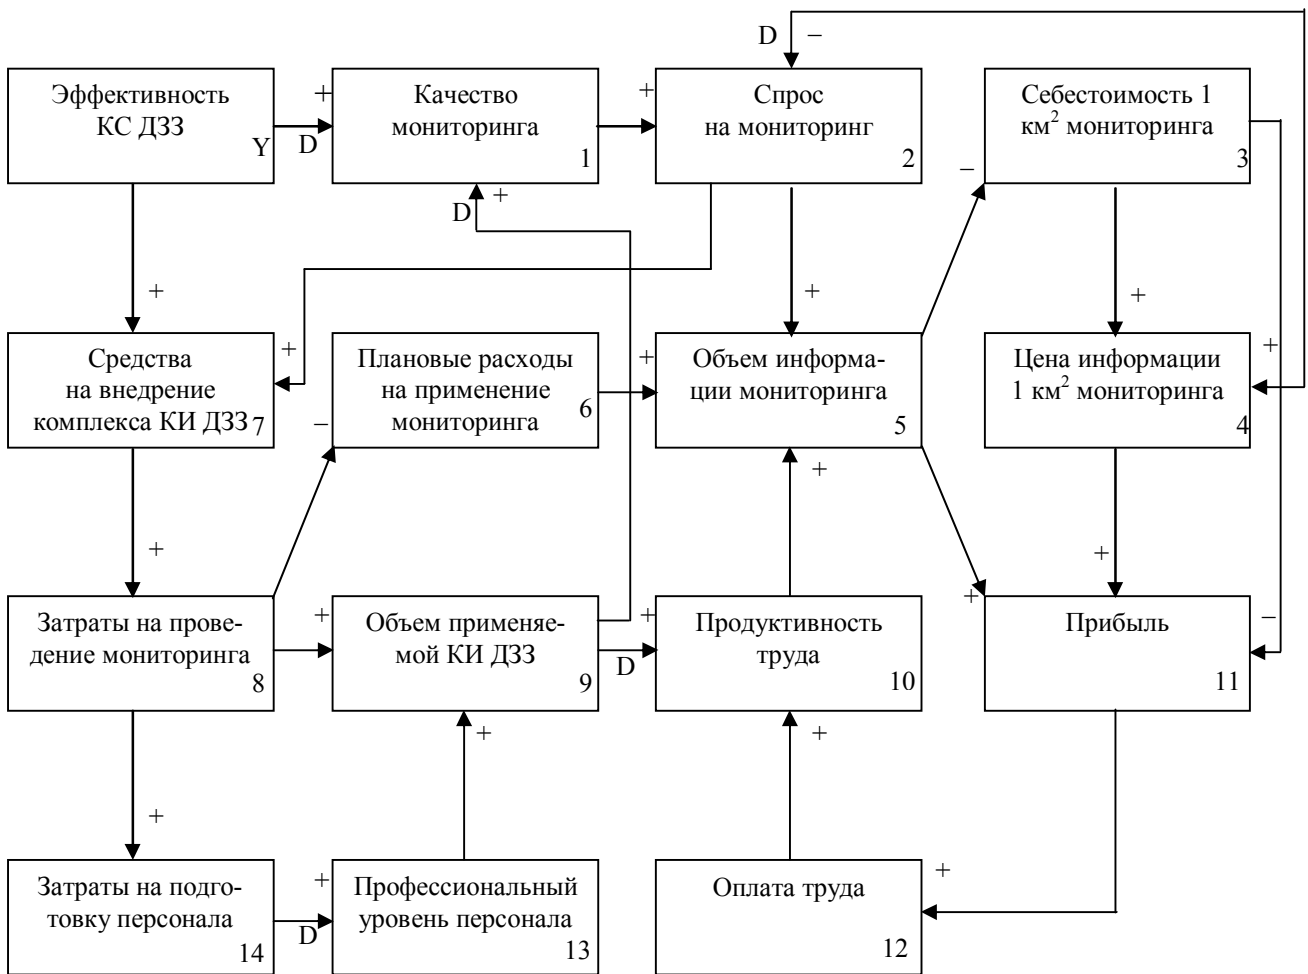 D –
Эффективность
КС ДЗЗ
Y
+
D
Качество
мониторинга
1
+
Спрос
на мониторинг
2
Себестоимость 1
км² мониторинга
3
–
D +
+
+
+
Средства
на внедрение
комплекса КИ ДЗЗ 7
+
–
Плановые расходы
на применение
мониторинга
6
+
Объем информа-
ции мониторинга
5
Цена информации
1 км² мониторинга
4
+
+
+
+
Затраты на прове-
дение мониторинга
8
+
Объем применяе-
мой КИ ДЗЗ
9
+
D
Продуктивность
труда
10
+
Прибыль
11
–
+
+
+
Затраты на подго-
товку персонала
14
+
D
Профессиональный
уровень персонала
13
Оплата труда
12
+